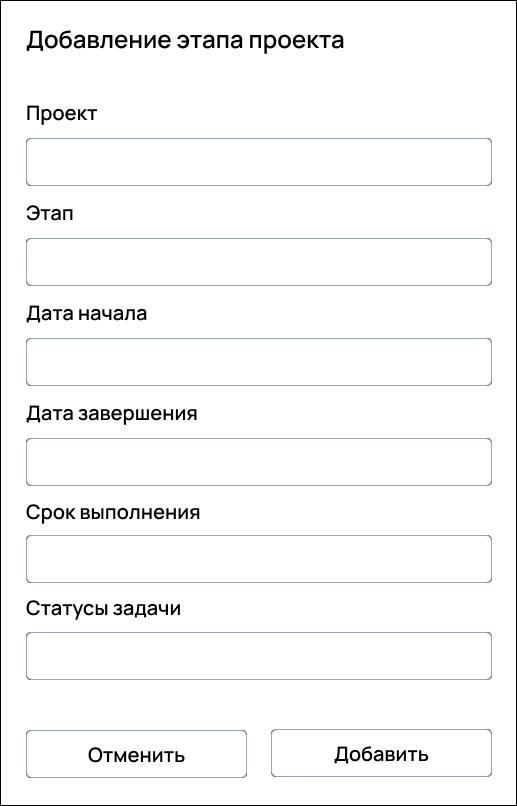 Добавление этапа проекта
Проект
Этап
Дата начала
Дата завершения
Срок выполнения
Статусы задачи
Отменить
Добавить